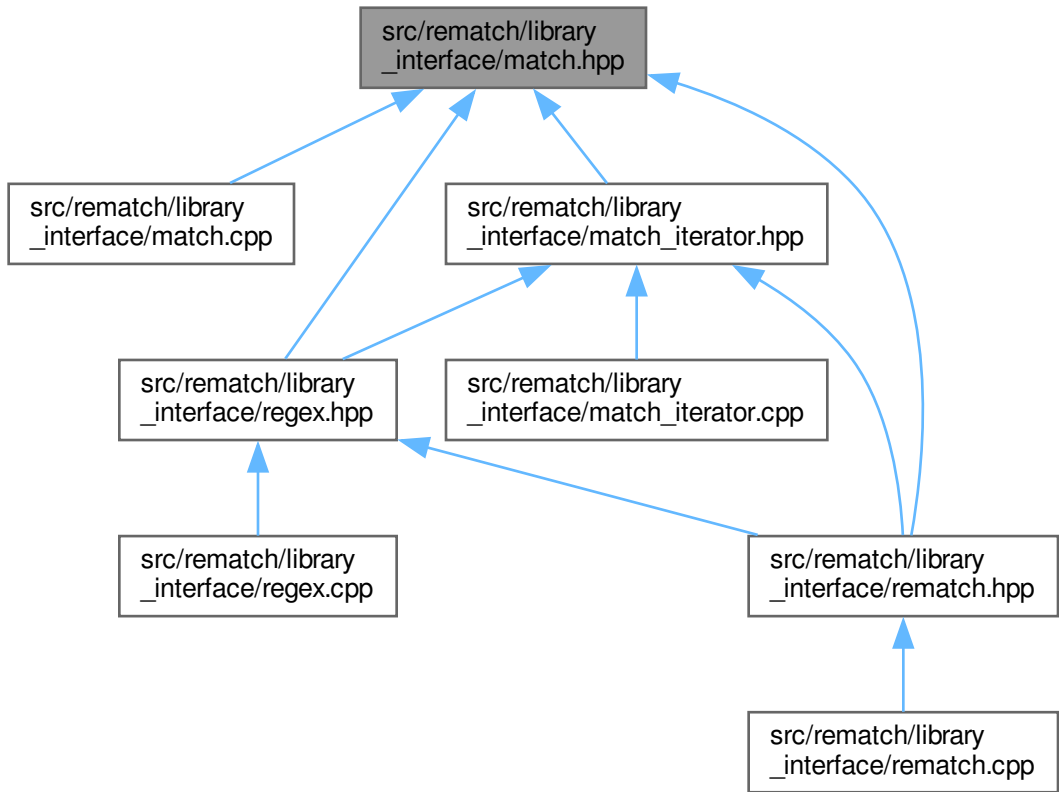 src/rematch/library
_interface/match.hpp
src/rematch/library
_interface/match.cpp
src/rematch/library
_interface/match_iterator.hpp
src/rematch/library
_interface/regex.hpp
src/rematch/library
_interface/match_iterator.cpp
src/rematch/library
_interface/regex.cpp
src/rematch/library
_interface/rematch.hpp
src/rematch/library
_interface/rematch.cpp